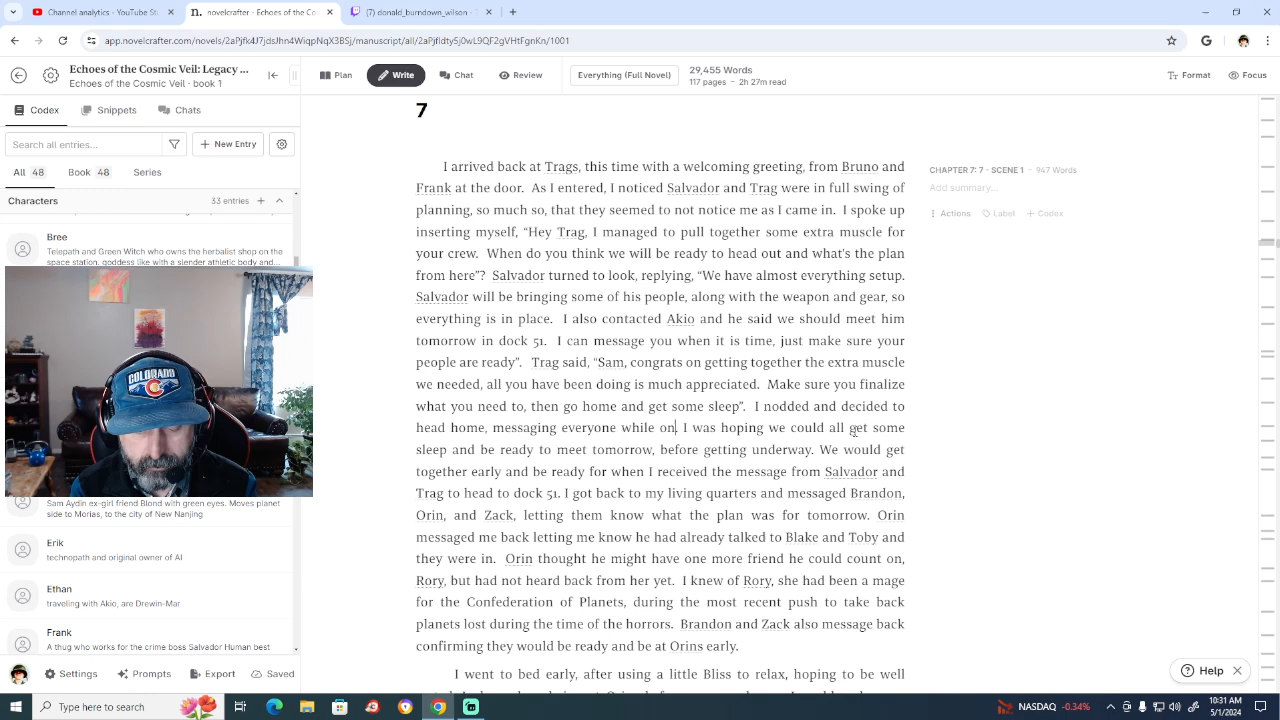 Character Analysis of Ze
n.
[D] Jumping in feet first to d
app.novelcrafter.com/novels/2f0ZRZhiahcWnCoXB3Sj/manuscript/2apjfk4J7jaPjfIdy5j0wL9QF2gVHtFgnKn/1001
Echoes of the Cosmic Veil: Legacy ...
Echoes of the Cosmic Veil · book 1
Plan
Write
Chat
Review
Everything (Full Novel)
29,455 Words
117 pages – 2h 27m read
Format
Focus
Codex
Snippets
Chats
Search all entries...
New Entry
All 48
Book 48
Series
Characters
33 entries
Bree
Telepath and Green Witch who owns the herbalist shop on the
space station, goddess like with a slender athletic body and...
Sam Aydin ex-girl friend Blond with green eyes. Moves planet
side to Morias, to the city of New Nanjing
Erik
technopath and original owner of AI
Ethan
traveling with Akio, are Drewin-Mar
Frank
A thug who works for the crime boss Salvador Human best
Settings
Prompts
Export
Saved
7
I arrived back at Trags, this time with a welcoming greeting, from Bruno and
Frank at the door. As I entered, I noticed Salvador and Trag were in full swing of
planning, so much so, that they seemed to not notice me as I came in. I spoke up
inserting myself, “Hey Trag, I managed to pull together some extra muscle for
your crew. When do you think we will be ready to head out and what's the plan
from here”? Salvador turned to look, replying, “We have almost everything setup.
Salvador will be bringing some of his people, along with the weapon and gear, so
everything is in place. I also contacted Akio and he said we should meet him
tomorrow in dock 51. I can message you when it is time, just make sure your
people are ready”. Trag said, “Sam, congrats on getting together the extra muscle
we needed, all you have been doing is much appreciated. Make sure you finalize
what you need to, then go home and get some sleep”. I nodded and decided to
head home, messaging everyone while on. I was hoping we could all get some
sleep and be ready to meet tomorrow, before getting underway. We would get
together early and be ready for when I received the message from Salvador and
Trag to head to dock 51. I got back to my living quarters and messaged Brandon,
Orin, and Zack, letting them know what the plan was for tomorrow. Orin
messaged me back letting me know he had already talked to Blake and Toby and
they were in. Orin thought he might have one more friend he could count on,
Rory, but had not heard back from her yet. I knew of Rory, she had been a mage
for the Confederation of Planets, during the most recent push to take back
planets lost during the time of the horrors. Brandon and Zack also message back
confirming they would be ready and be at Orins early.
I went to bed early, after using a little Bliss to relax, hoping to be well
CHAPTER 7: 7 · SCENE 1 – 947 Words
Add summary...
Actions
Label
Codex
Help
COLORADO
Type here to search
NASDAQ -0.34%
10:31 AM
5/1/2024